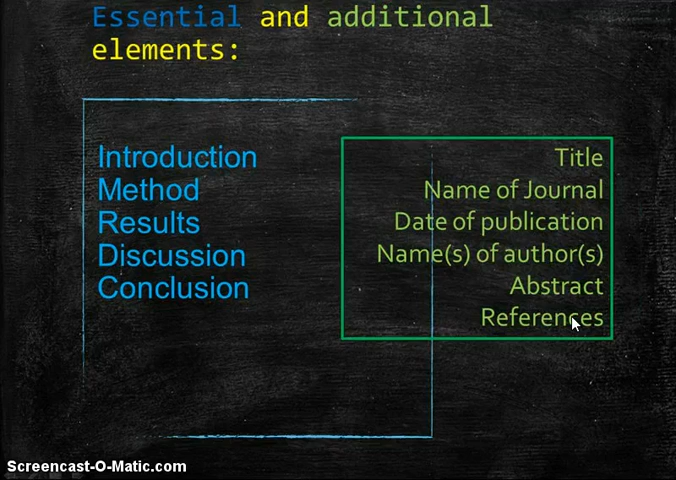 Essential and additional
elements:
Introduction
Method
Results
Discussion
Conclusion
Title
Name of Journal
Date of publication
Name(s) of author(s)
Abstract
References
Screencast-O-Matic.com